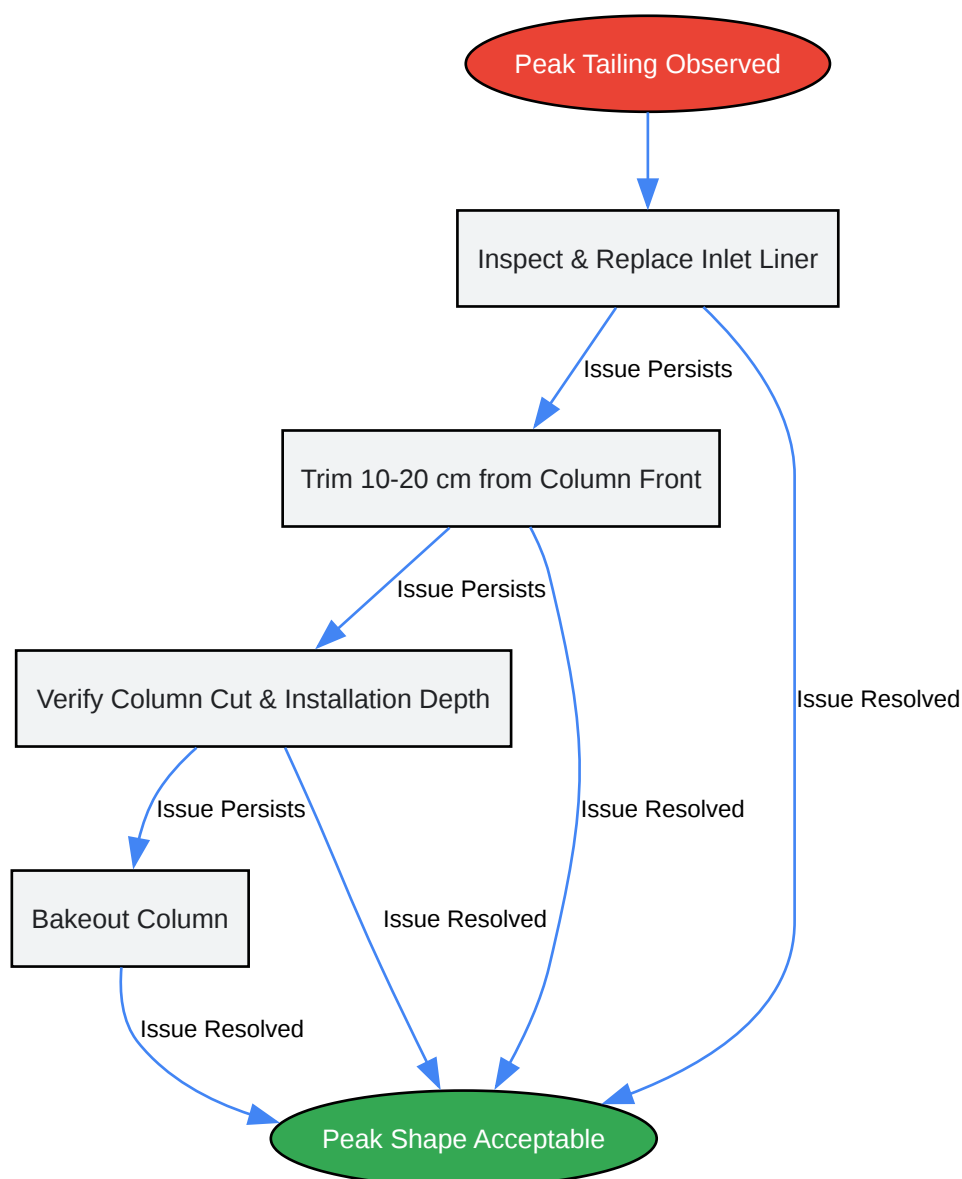 Peak Tailing Observed
Inspect & Replace Inlet Liner
Issue Persists
Trim 10-20 cm from Column Front
Issue Persists
Verify Column Cut & Installation Depth
Issue Resolved
Issue Persists
Issue Resolved
Bakeout Column
Issue Resolved
Issue Resolved
Peak Shape Acceptable